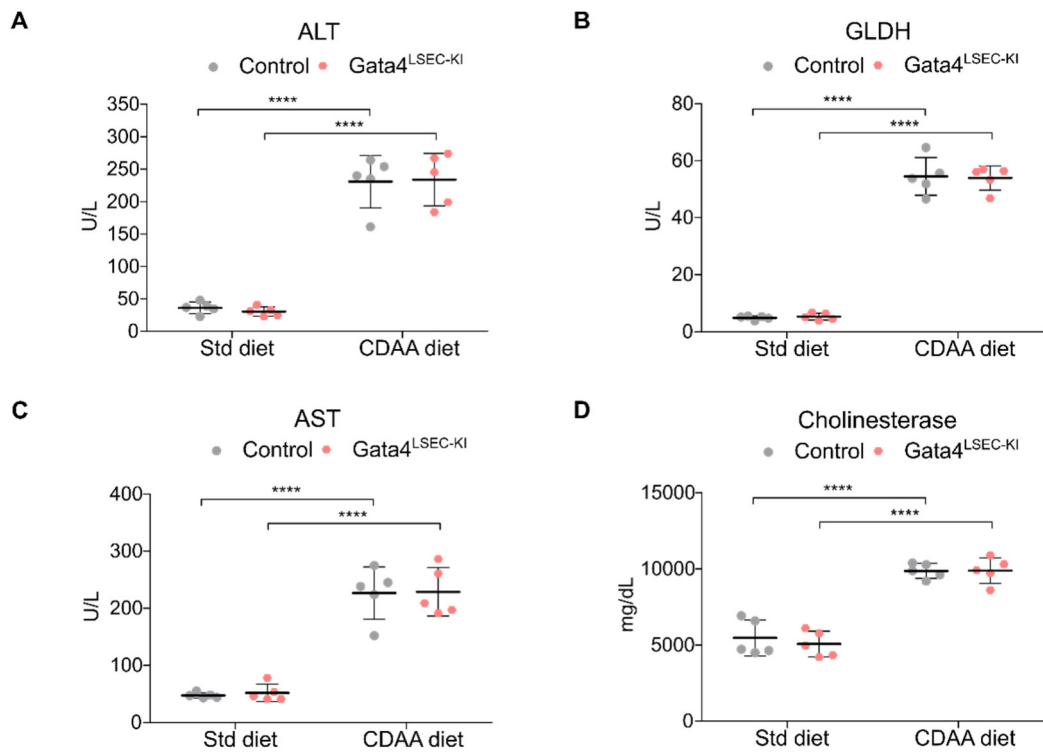 A
ALT
Control Gata4LSEC-KI
350
300
250
200
150
100
50
0
U/L
****
****
Std diet CDAA diet
B
GLDH
Control Gata4LSEC-KI
80
60
40
20
0
U/L
****
****
Std diet CDAA diet
C
AST
Control Gata4LSEC-KI
400
300
200
100
0
U/L
****
****
Std diet CDAA diet
D
Cholinesterase
Control Gata4LSEC-KI
15000
10000
5000
0
mg/dL
****
****
Std diet CDAA diet